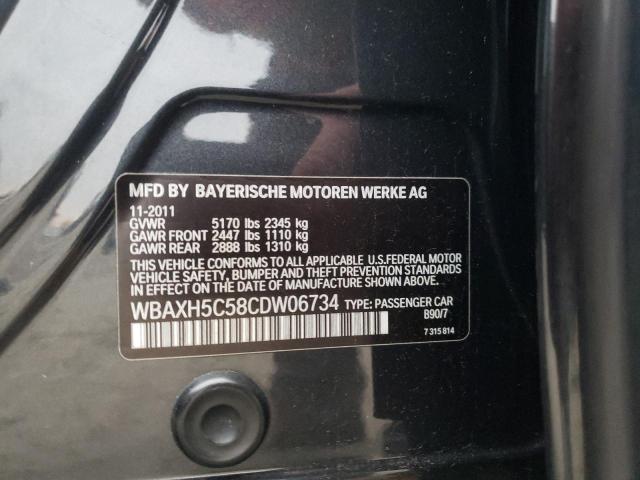 MFD BY BAYERISCHE MOTOREN WERKE AG
11-2011
GVWR 5170 lbs 2345 kg
GAWR FRONT 2447 lbs 1110 kg
GAWR REAR 2888 lbs 1310 kg
THIS VEHICLE CONFORMS TO ALL APPLICABLE U.S.FEDERAL MOTOR
VEHICLE SAFETY, BUMPER AND THEFT PREVENTION STANDARDS
IN EFFECT ON THE DATE OF MANUFACTURE SHOWN ABOVE.
WBAXH5C58CDW06734 TYPE: PASSENGER CAR
B90/7
7 315 814